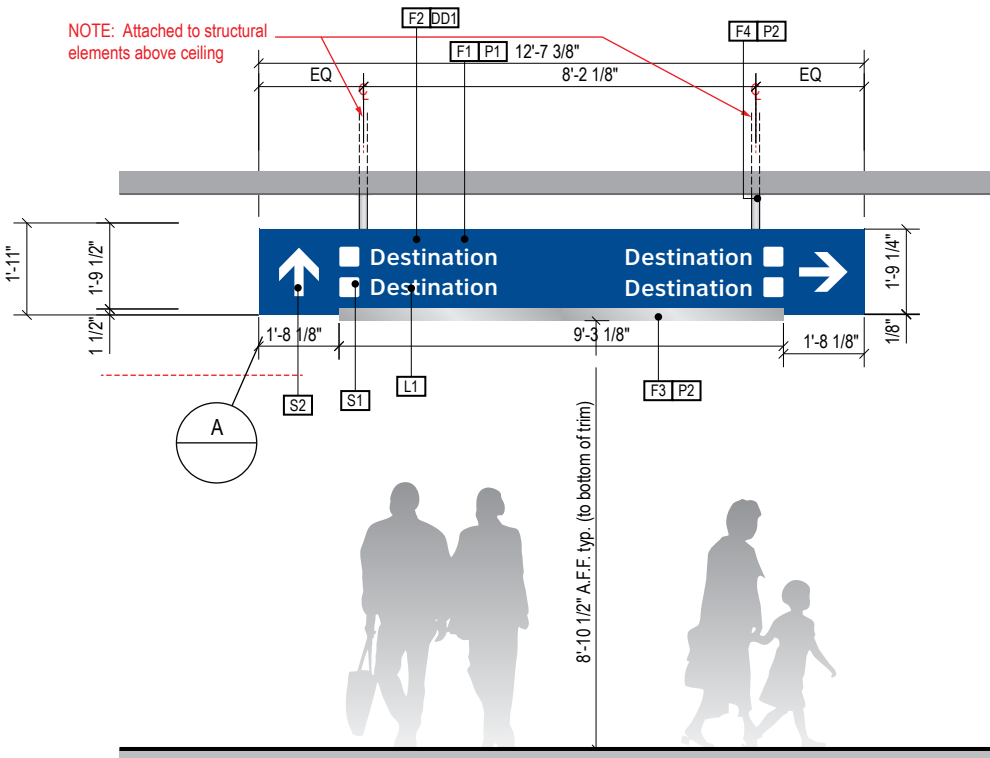 NOTE: Attached to structural
elements above ceiling
F2 DD1
F1 P1
12'-7 3/8"
F4 P2
EQ
8'-2 1/8"
EQ
1'-11"
1'-9 1/2"
1 1/2"
Destination
Destination
Destination
Destination
1'-9 1/4"
1/8"
1'-8 1/8"
9'-3 1/8"
1'-8 1/8"
S2
S1
L1
F3 P2
A
8'-10 1/2" A.F.F. typ. (to bottom of trim)